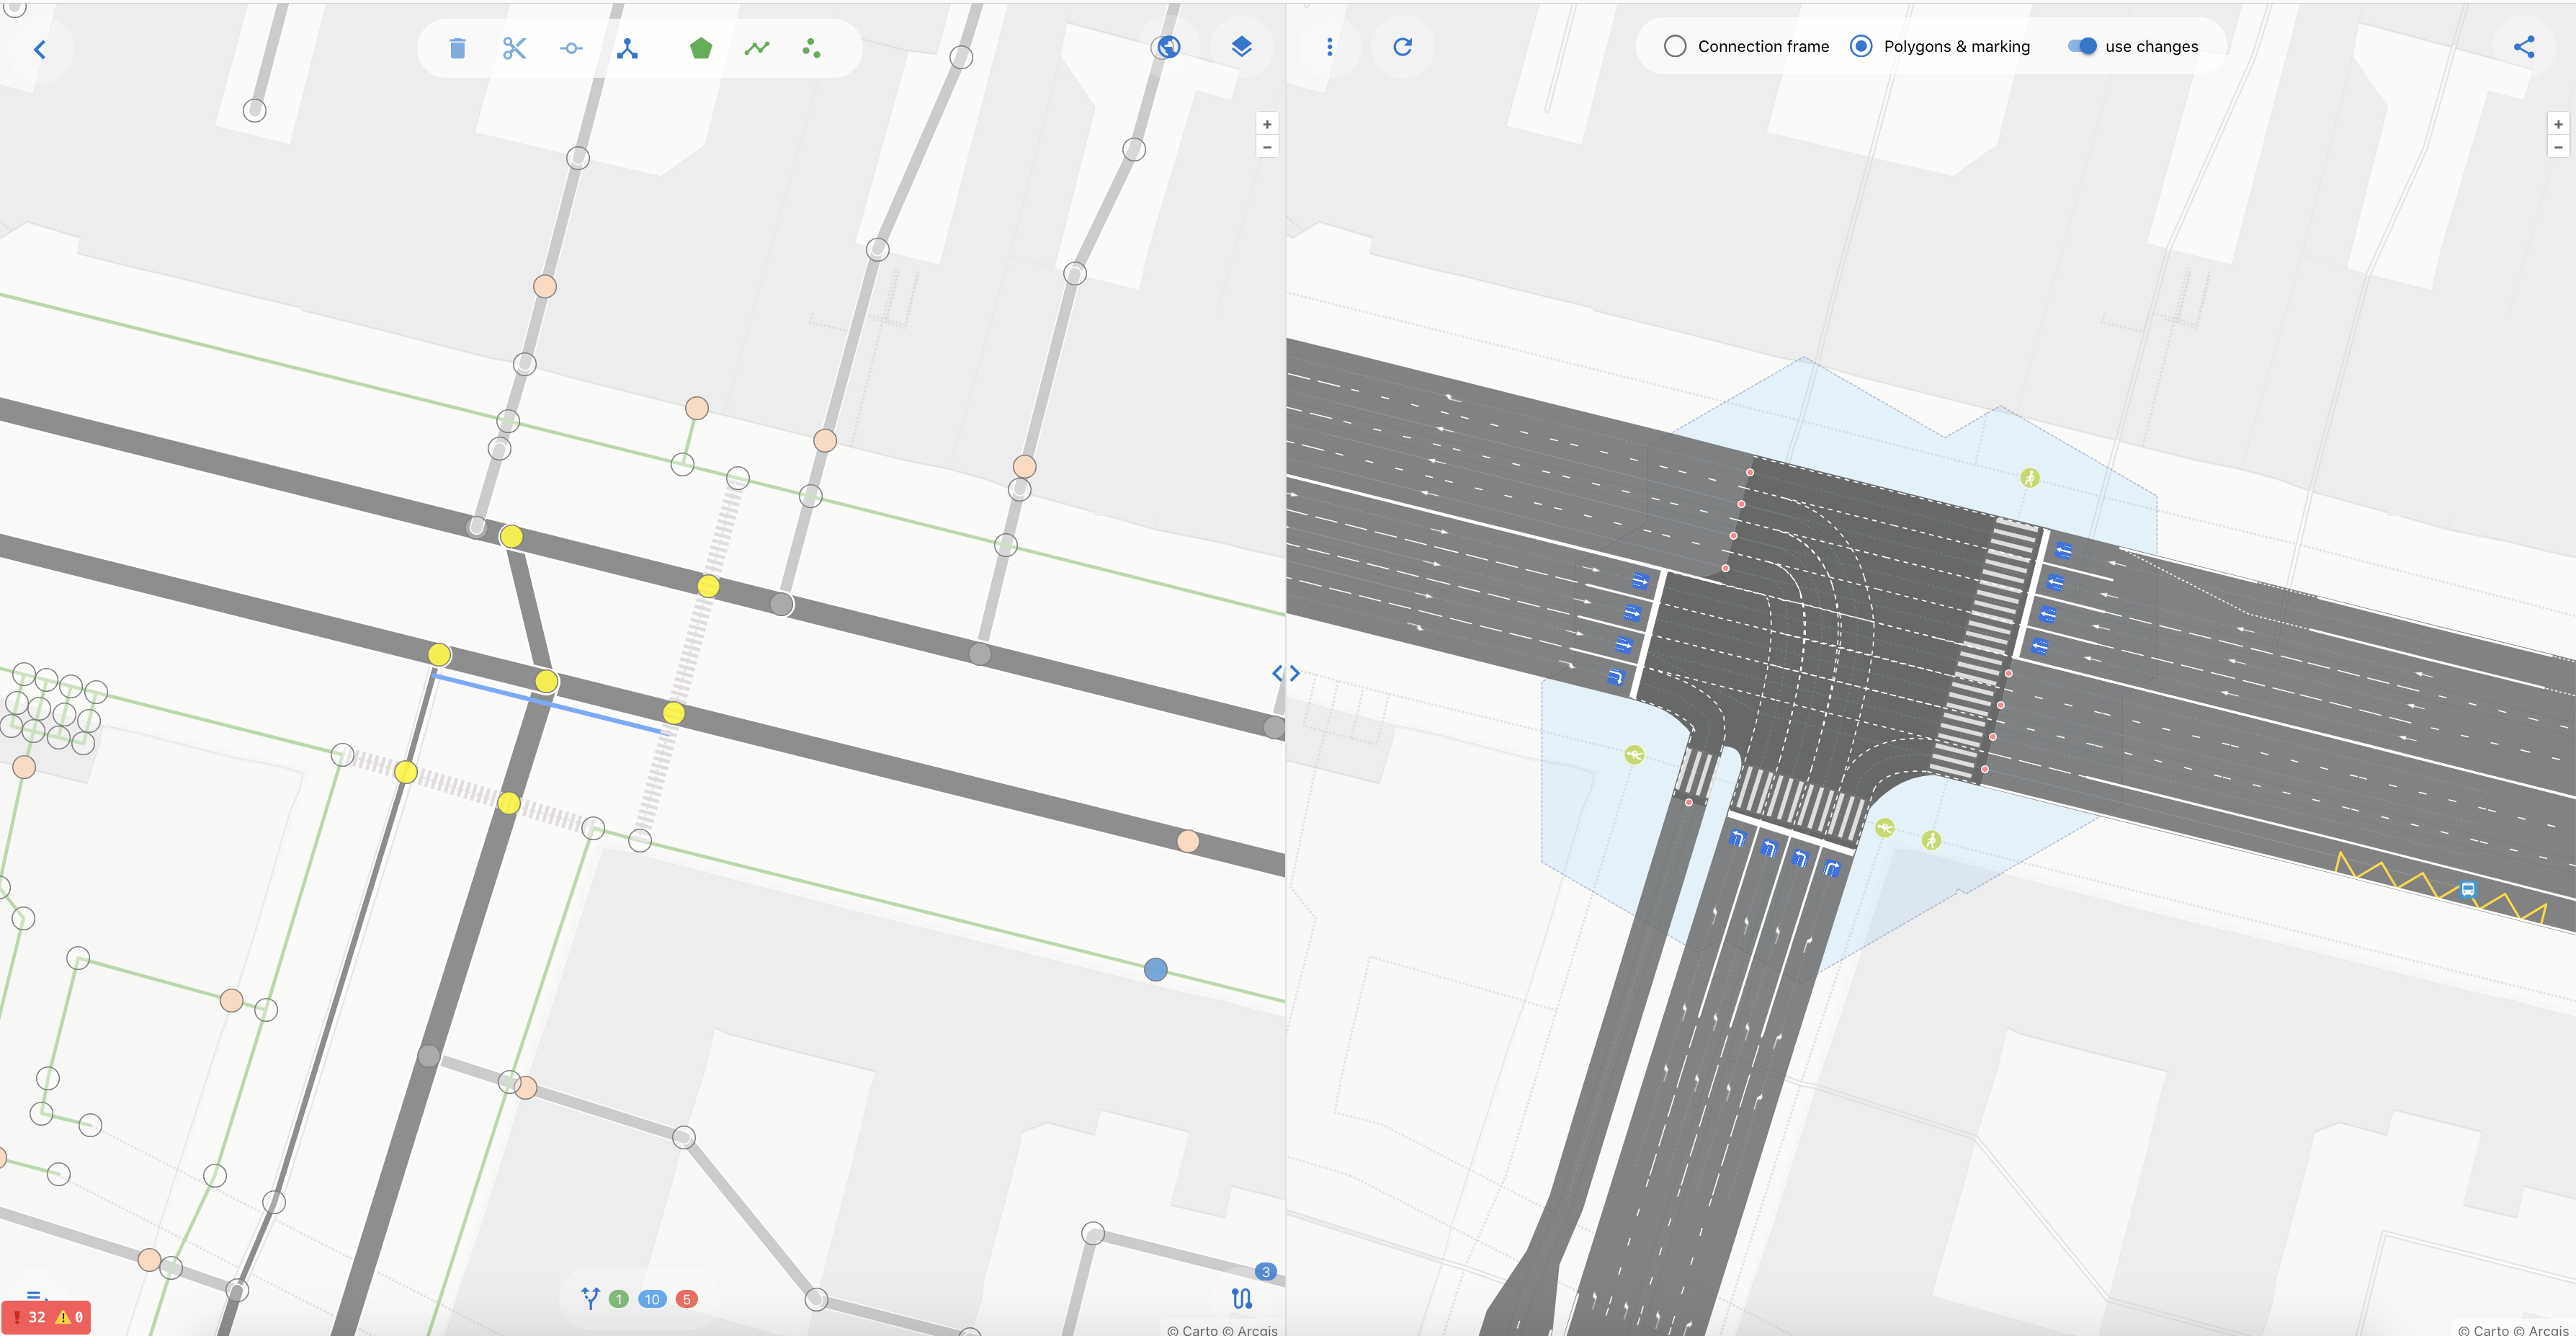 Connection frame
Polygons & marking
use changes
+
−
+
−
3
1
10
5
! 32 ⚠ 0
© Carto © Arcgis
© Carto © Arcgis